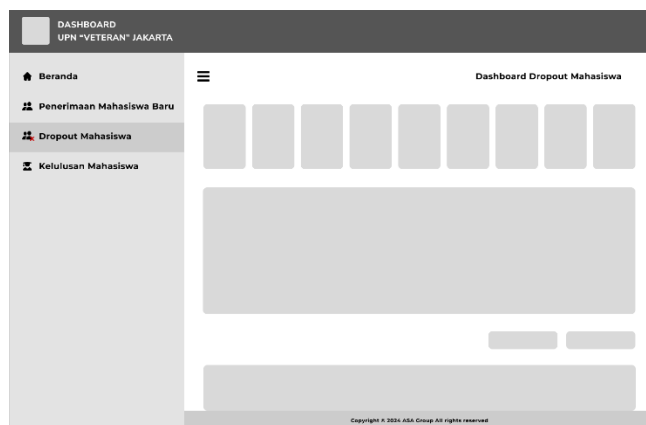 DASHBOARD
UPN "VETERAN" JAKARTA
Beranda
Dashboard Dropout Mahasiswa
Penerimaan Mahasiswa Baru
Dropout Mahasiswa
Kelulusan Mahasiswa
Copyright © 2024 ASA Group All rights reserved